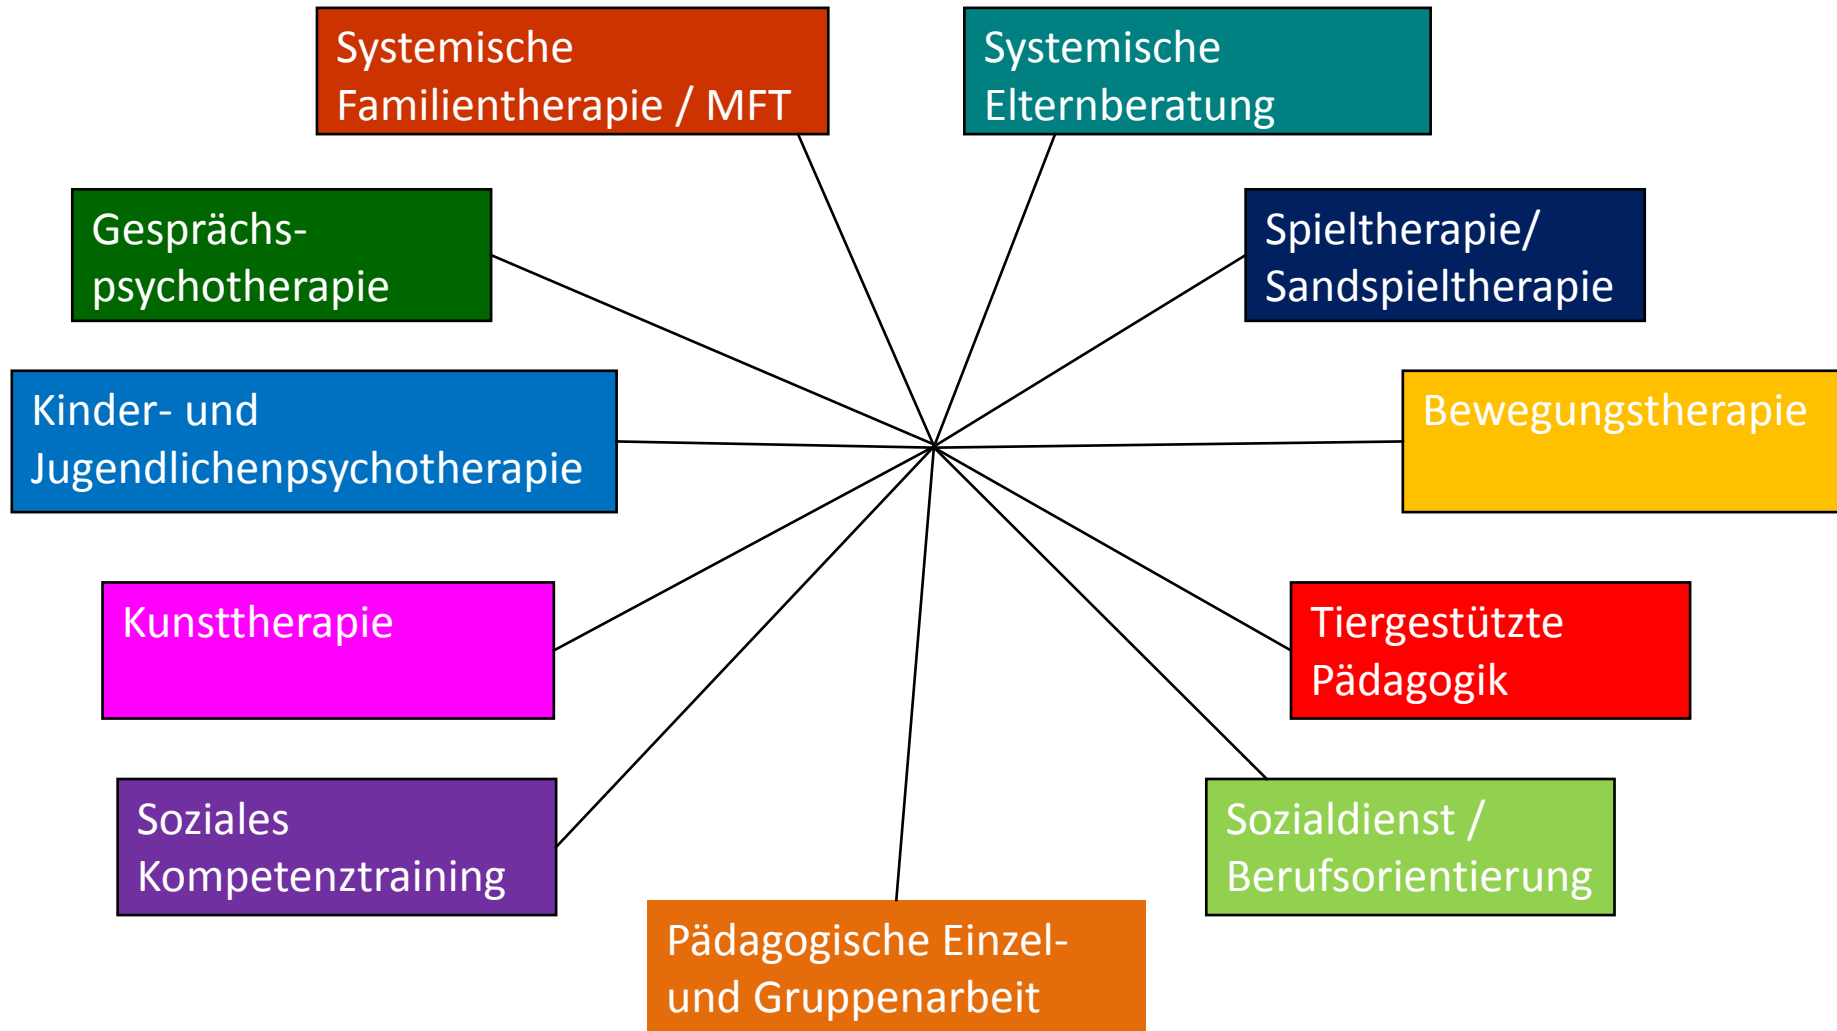 Systemische
Familientherapie / MFT
Systemische
Elternberatung
Gesprächs-
psychotherapie
Spieltherapie/
Sandspieltherapie
Kinder- und
Jugendlichenpsychotherapie
Bewegungstherapie
Kunsttherapie
Tiergestützte
Pädagogik
Soziales
Kompetenztraining
Sozialdienst /
Berufsorientierung
Pädagogische Einzel-
und Gruppenarbeit